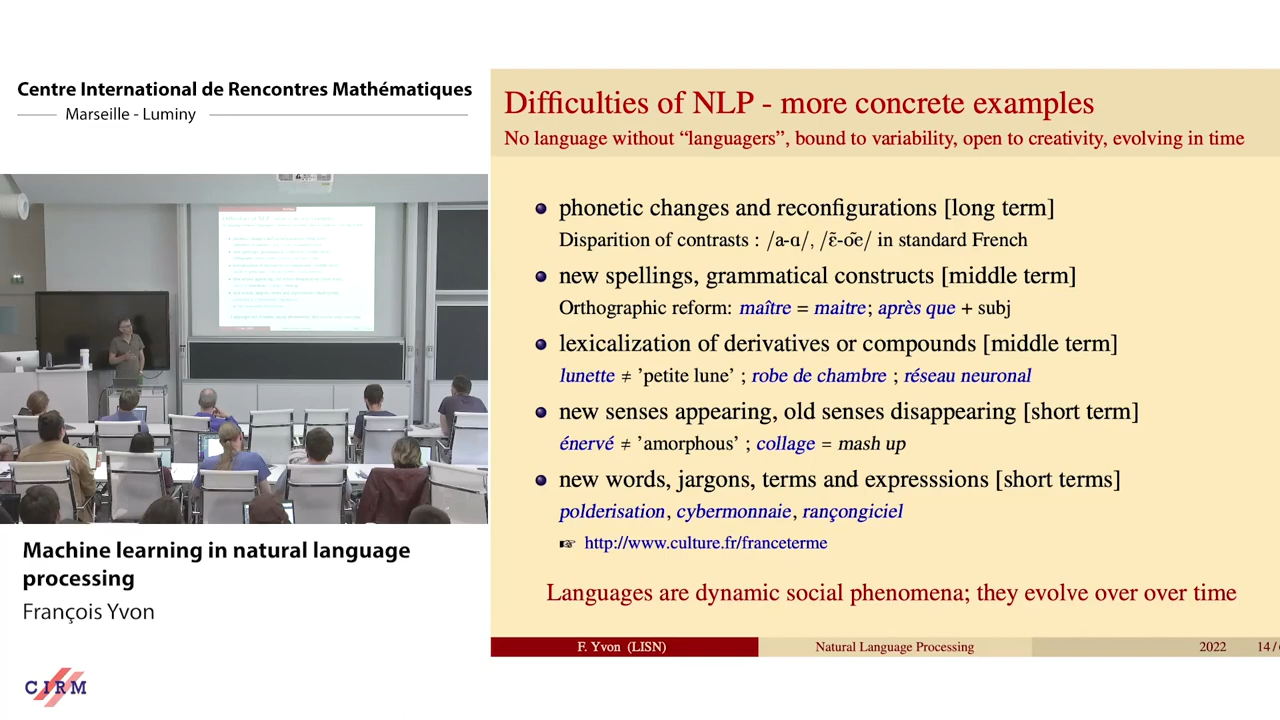 Centre International de Rencontres Mathématiques
Marseille - Luminy
Difficulties of NLP - more concrete examples
No language without “languagers”, bound to variability, open to creativity, evolving in time
phonetic changes and reconfigurations [long term]
Disparition of contrasts : /a-ɑ/, /ɛ̃-œ̃/ in standard French
new spellings, grammatical constructs [middle term]
Orthographic reform: maître = maitre; après que + subj
lexicalization of derivatives or compounds [middle term]
lunette ≠ 'petite lune' ; robe de chambre ; réseau neuronal
new senses appearing, old senses disappearing [short term]
énervé ≠ 'amorphous' ; collage = mash up
new words, jargons, terms and expresssions [short terms]
polderisation, cybermonnaie, rançongiciel
☞ http://www.culture.fr/franceterme
Languages are dynamic social phenomena; they evolve over over time
F. Yvon (LISN) Natural Language Processing 2022 14/
Machine learning in natural language
processing
François Yvon
CIRM